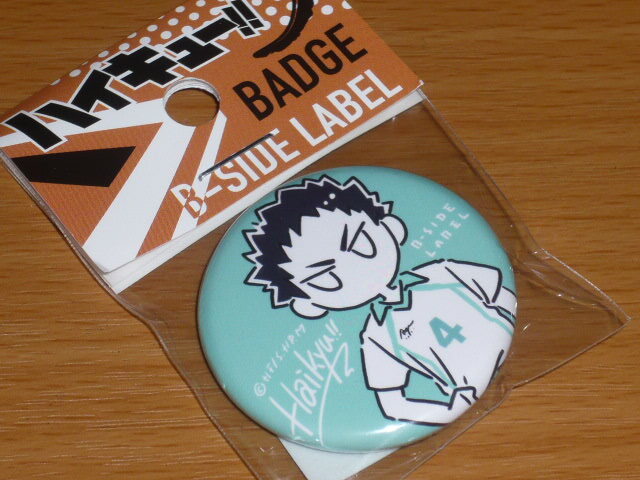 ハイキュー!!
BADGE
B-SIDE LABEL
B-SIDE
LABEL
4
©H.F/S.H.P.M
Haikyu!!